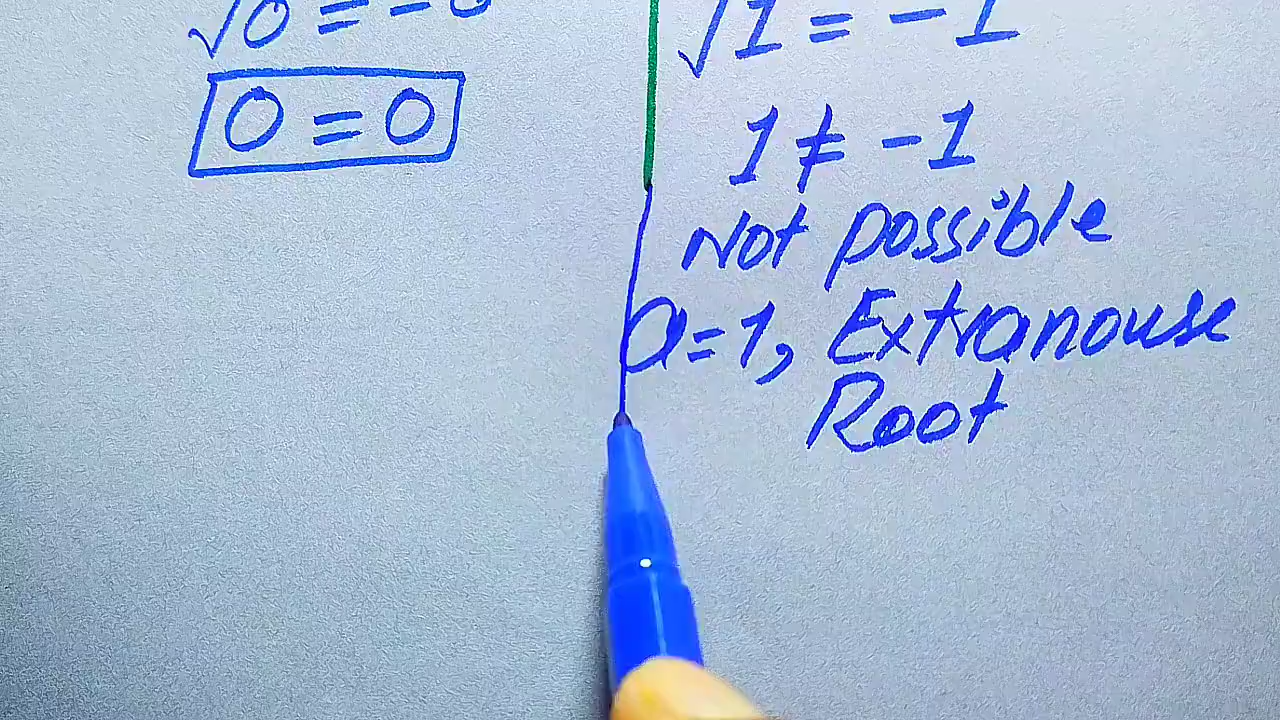 √0 = -0
0 = 0
√1 = -1
1 ≠ -1
Not possible
a=1, Extranouse
Root